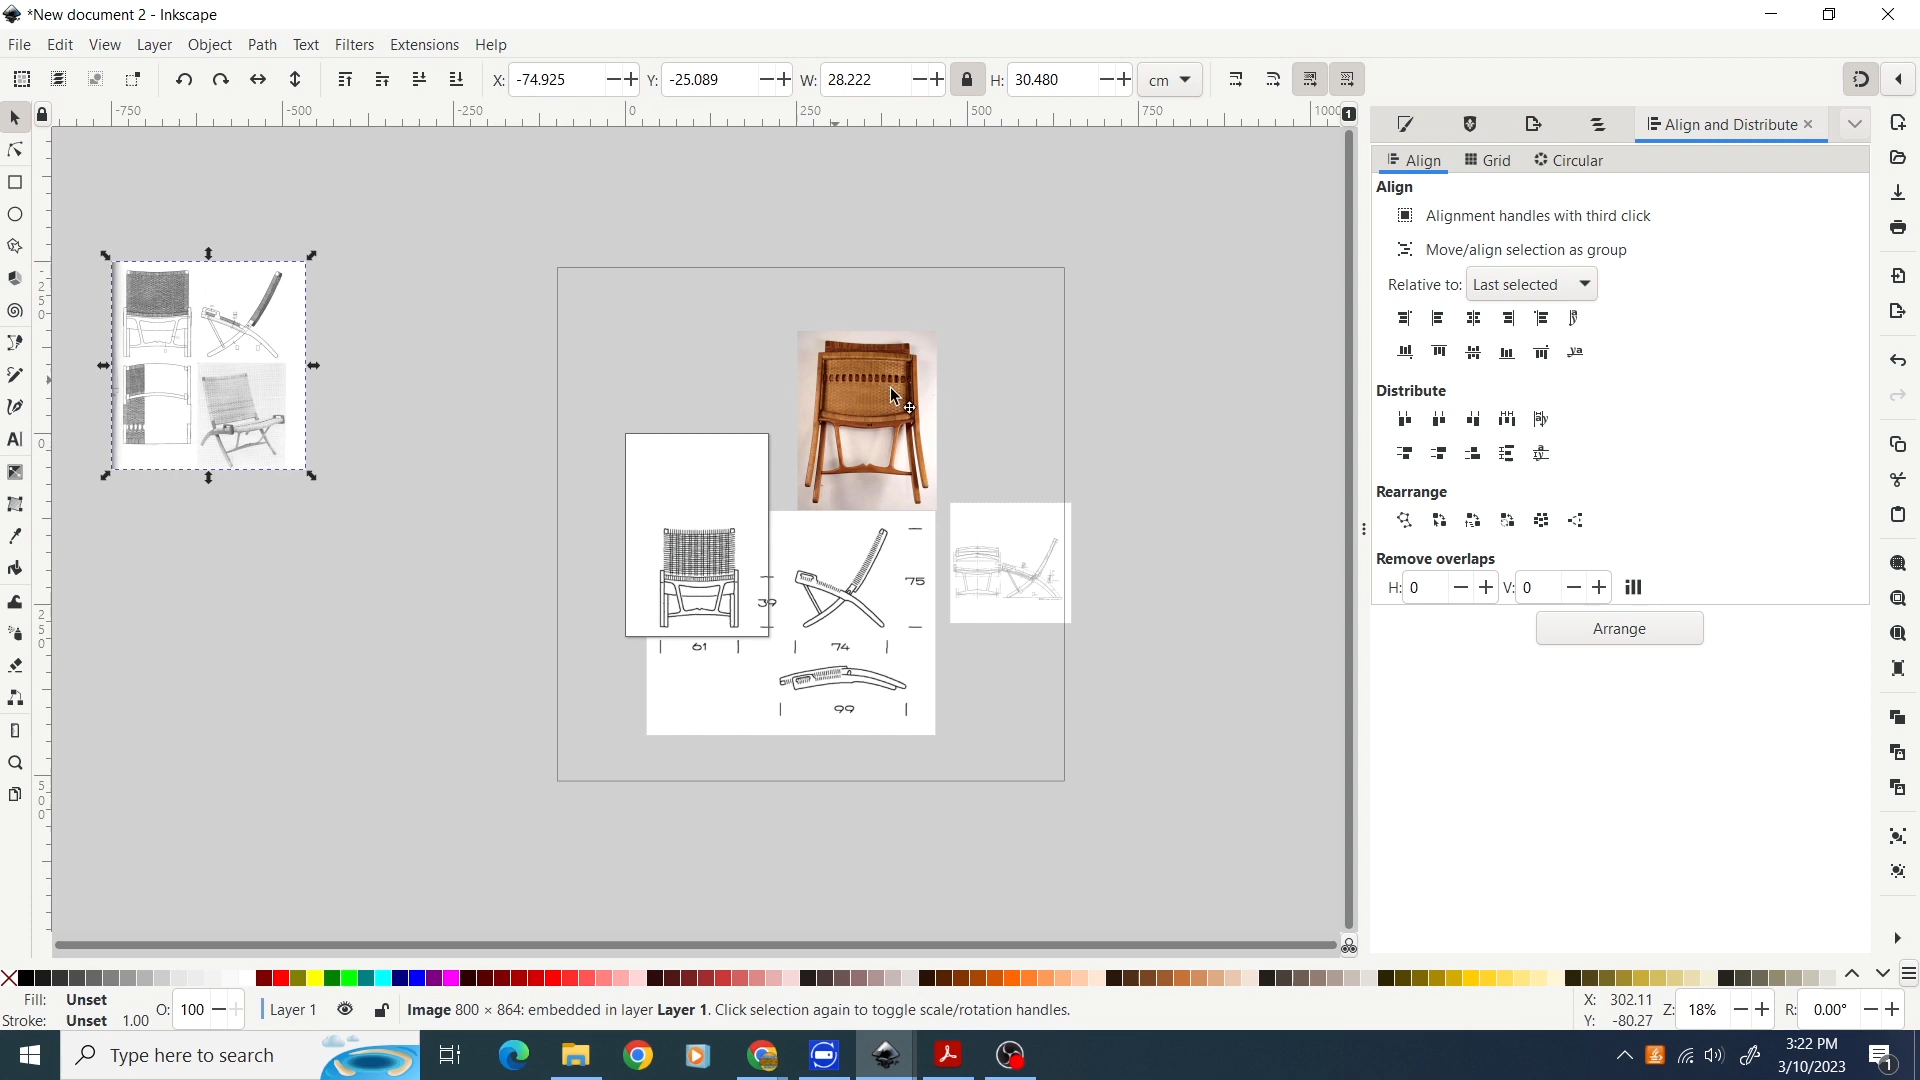 *New document 2 - Inkscape
File Edit View Layer Object Path Text Filters Extensions Help
X: -74.925 Y: -25.089 W: 28.222 H: 30.480 cm
-750 -500 -250 0 250 500 750 1000
1
Align and Distribute
Align Grid Circular
Align
Alignment handles with third click
Move/align selection as group
Relative to: Last selected
Distribute
Rearrange
Remove overlaps
H: 0 V: 0
Arrange
75
39
61
74
99
Fill: Unset
Stroke: Unset 1.00
O: 100
Layer 1
Image 800 × 864: embedded in layer Layer 1. Click selection again to toggle scale/rotation handles.
X: 302.11
Y: -80.27
Z: 18%
R: 0.00°
Type here to search
3:22 PM
3/10/2023
1